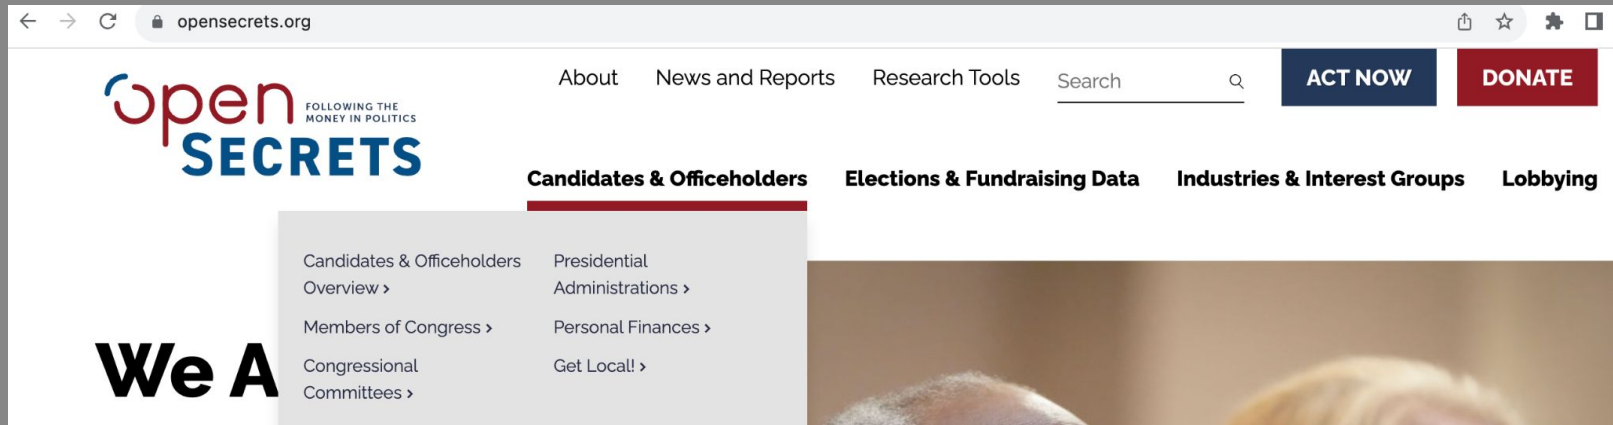 opensecrets.org
About News and Reports Research Tools Search ACT NOW DONATE
open FOLLOWING THE
MONEY IN POLITICS
SECRETS
Candidates & Officeholders Elections & Fundraising Data Industries & Interest Groups Lobbying
Candidates & Officeholders
Overview ›
Members of Congress ›
Congressional
Committees ›
Presidential
Administrations ›
Personal Finances ›
Get Local! ›
We A